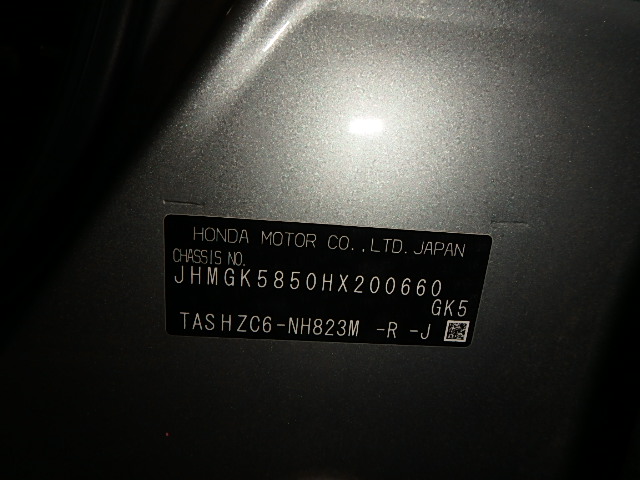 HONDA MOTOR CO.,LTD.JAPAN
CHASSIS NO.
JHMGK5850HX200660
GK5
TASHZC6-NH823M -R -J